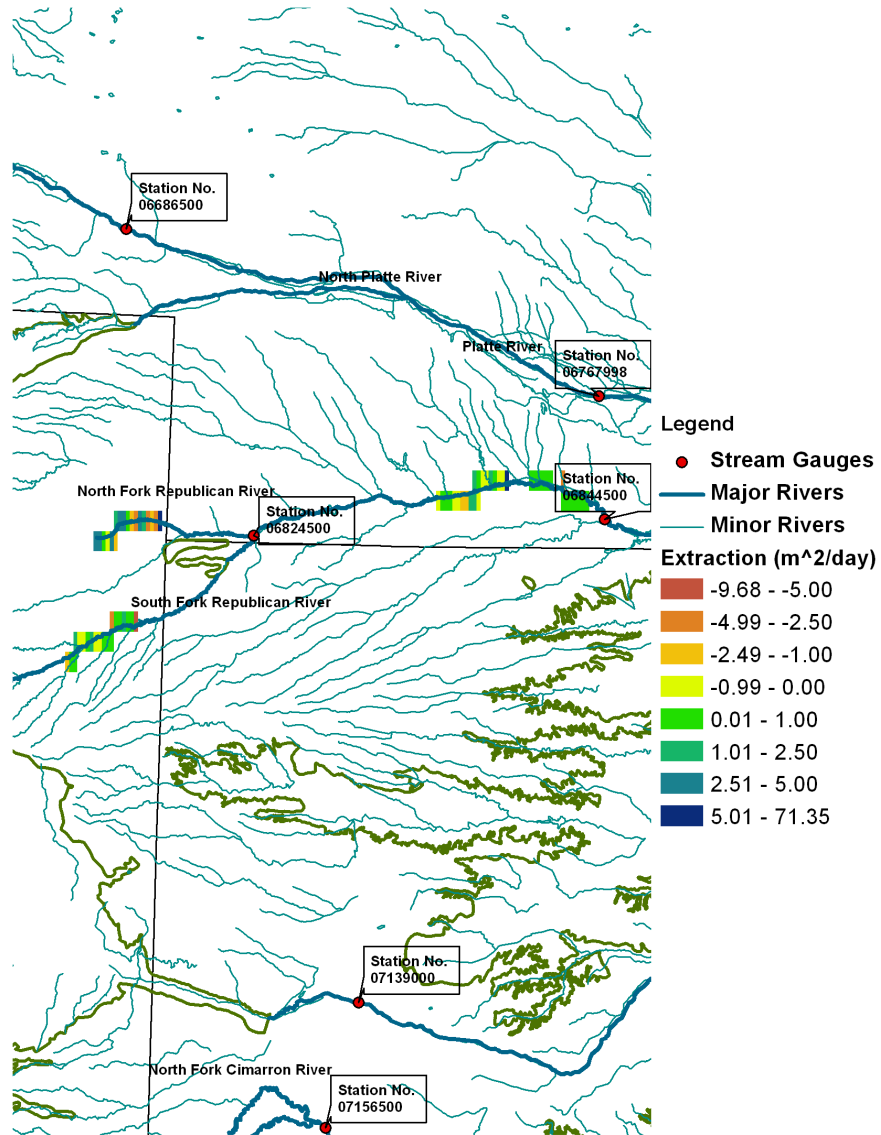 Station No.
06686500
North Platte River
Platte River
Station No.
06767998
North Fork Republican River
Station No.
06824500
Station No.
06844500
South Fork Republican River
Station No.
07139000
North Fork Cimarron River
Station No.
07156500
Legend
Stream Gauges
Major Rivers
Minor Rivers
Extraction (m^2/day)
-9.68 - -5.00
-4.99 - -2.50
-2.49 - -1.00
-0.99 - 0.00
0.01 - 1.00
1.01 - 2.50
2.51 - 5.00
5.01 - 71.35